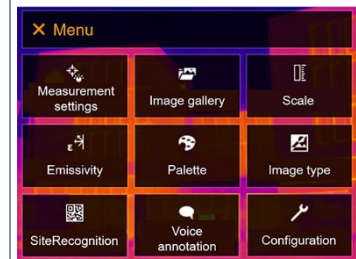 Menu
Measurement
settings
Image gallery
Scale
ε
Emissivity
Palette
Image type
SiteRecognition
Voice
annotation
Configuration